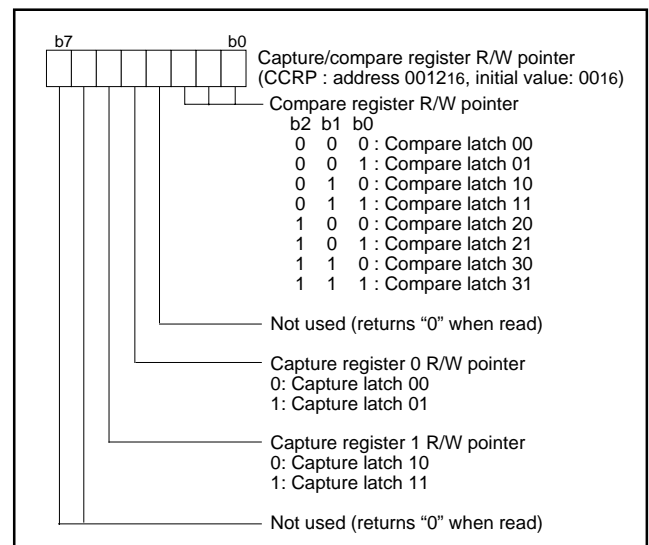 b7 b0
Capture/compare register R/W pointer
(CCRP : address 001216, initial value: 0016)
Compare register R/W pointer
b2 b1 b0
0 0 0 : Compare latch 00
0 0 1 : Compare latch 01
0 1 0 : Compare latch 10
0 1 1 : Compare latch 11
1 0 0 : Compare latch 20
1 0 1 : Compare latch 21
1 1 0 : Compare latch 30
1 1 1 : Compare latch 31
Not used (returns “0” when read)
Capture register 0 R/W pointer
0: Capture latch 00
1: Capture latch 01
Capture register 1 R/W pointer
0: Capture latch 10
1: Capture latch 11
Not used (returns “0” when read)